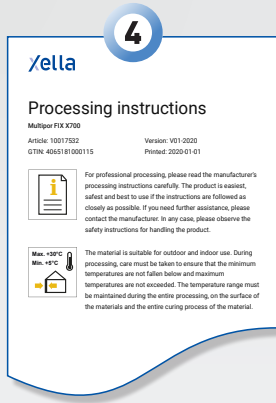 4
Xella
Processing instructions
Multipor FIX X700
Article: 10017532 Version: V01-2020
GTIN: 4065181000115 Printed: 2020-01-01
For professional processing, please read the manufacturer's
processing instructions carefully. The product is easiest,
safest and best to use if the instructions are followed as
closely as possible. If you need further assistance, please
contact the manufacturer. In any case, please observe the
safety instructions for handling the product.
i
Max. +30°C
Min. +5°C
The material is suitable for outdoor and indoor use. During
processing, care must be taken to ensure that the minimum
temperatures are not fallen below and maximum
temperatures are not exceeded. The temperature range must
be maintained during the entire processing, on the surface of
the materials and the entire curing process of the material.